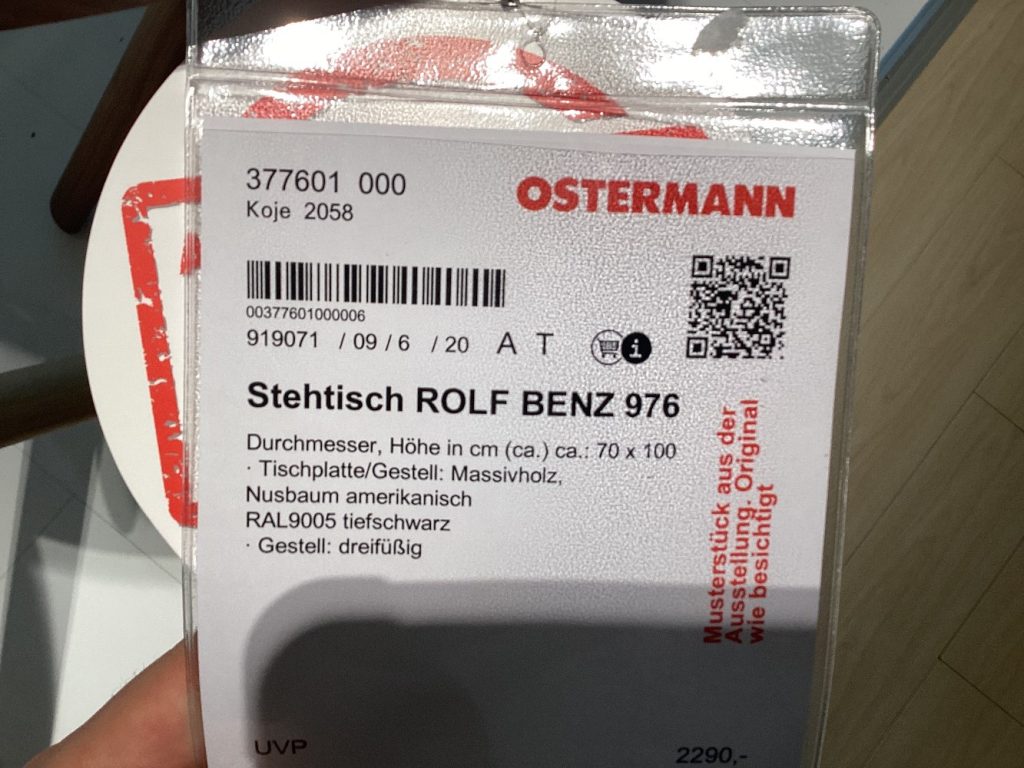 377601 000
Koje 2058
OSTERMANN
00377601000006
919071 / 09 / 6 / 20 A T
i
Stehtisch ROLF BENZ 976
Durchmesser, Höhe in cm (ca.) ca.: 70 x 100
· Tischplatte/Gestell: Massivholz,
Nusbaum amerikanisch
RAL9005 tiefschwarz
· Gestell: dreifüßig
Musterstück aus der
Ausstellung. Original
wie besichtigt
UVP 2290,-